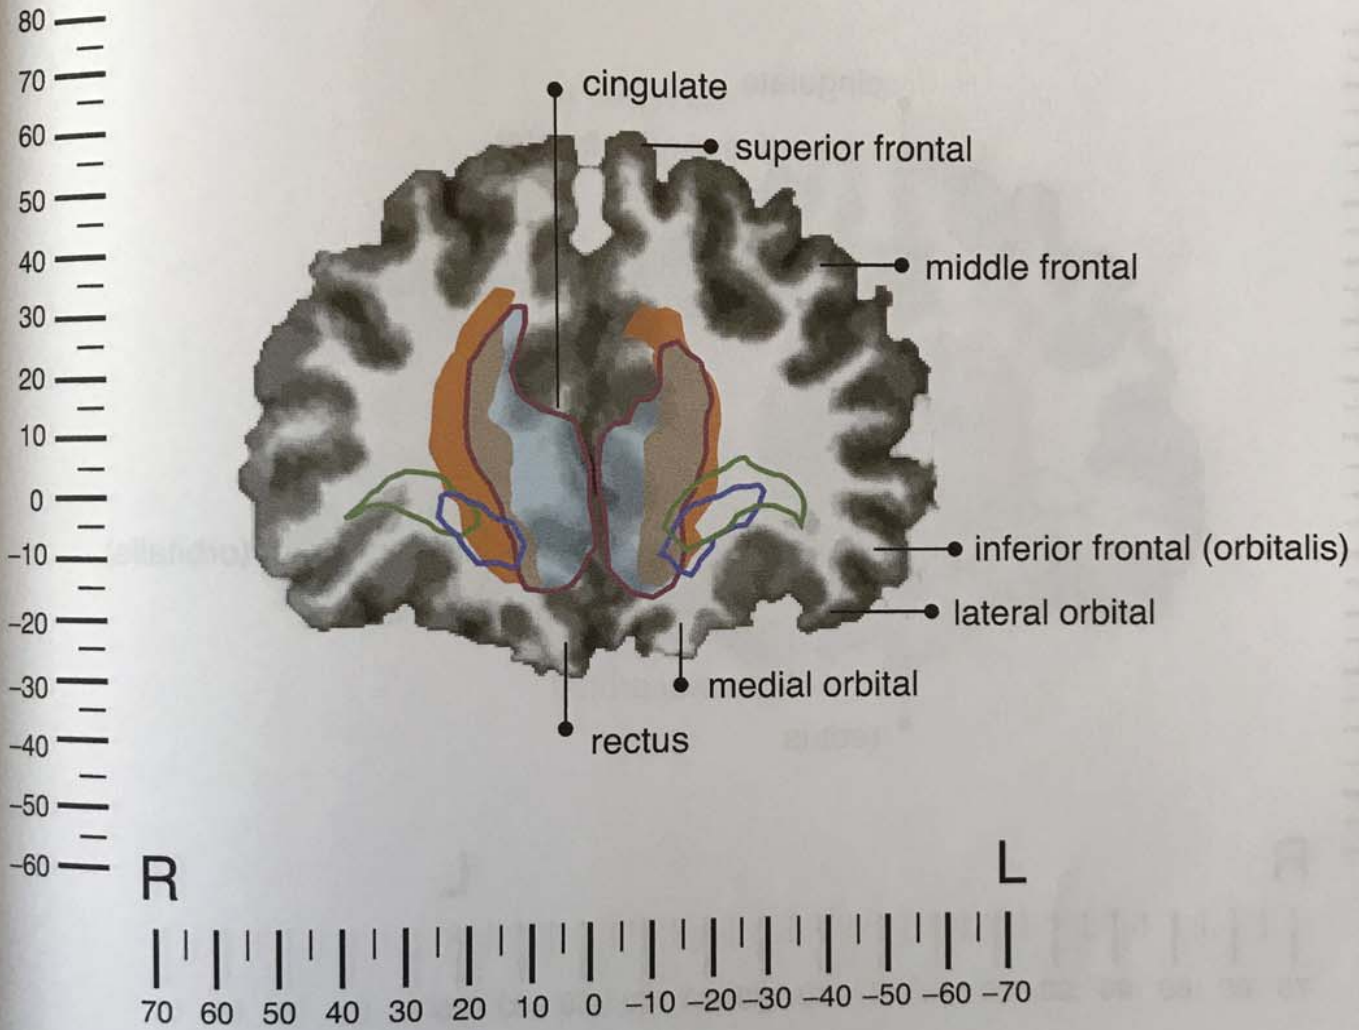 80
70
60
50
40
30
20
10
0
–10
–20
–30
–40
–50
–60
cingulate
superior frontal
middle frontal
inferior frontal (orbitalis)
lateral orbital
medial orbital
rectus
R
L
70 60 50 40 30 20 10 0 –10 –20 –30 –40 –50 –60 –70